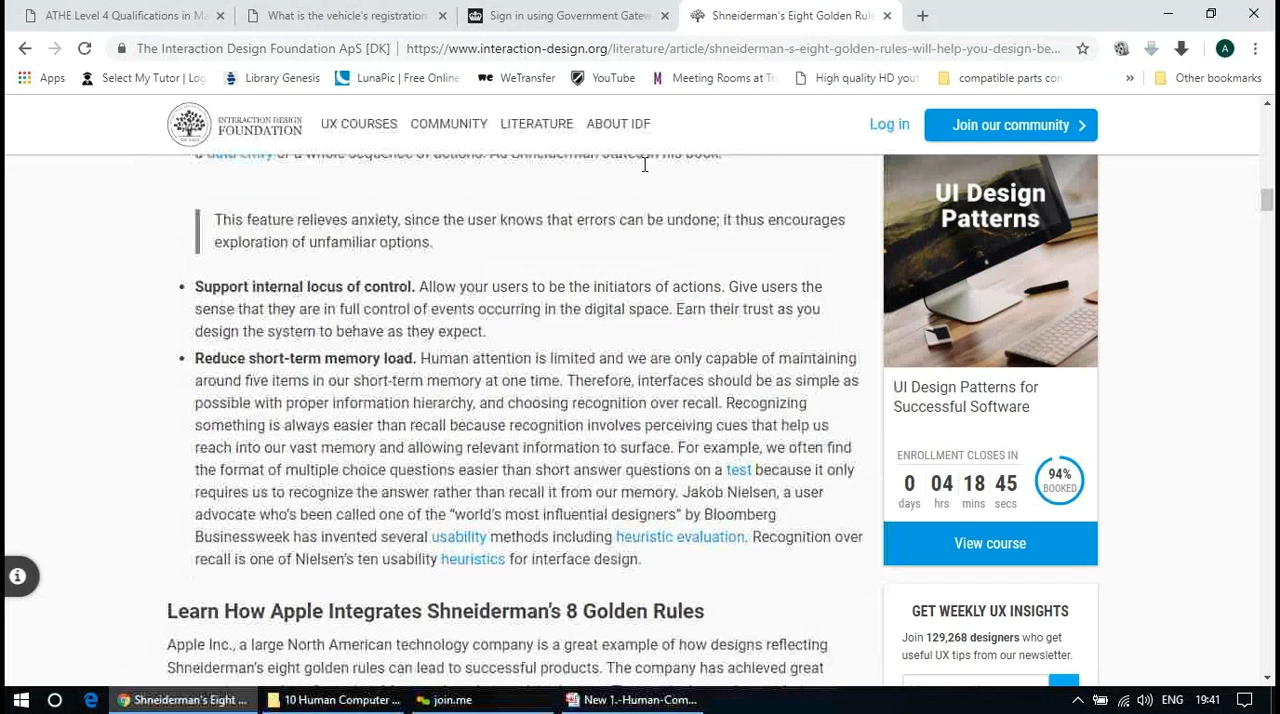 ATHE Level 4 Qualifications in Ma
What is the vehicle's registration
Sign in using Government Gatew
Shneiderman's Eight Golden Rule
The Interaction Design Foundation ApS [DK] | https://www.interaction-design.org/literature/article/shneiderman-s-eight-golden-rules-will-help-you-design-be...
A
Apps
Select My Tutor | Log
Library Genesis
LunaPic | Free Online
WeTransfer
YouTube
Meeting Rooms at Tr
High quality HD yout
compatible parts.com
»
Other bookmarks
INTERACTION DESIGN
FOUNDATION
UX COURSES
COMMUNITY
LITERATURE
ABOUT IDF
Log in
Join our community
a data entry or a whole sequence of actions. As Shneiderman states in his book:
This feature relieves anxiety, since the user knows that errors can be undone; it thus encourages
exploration of unfamiliar options.
• Support internal locus of control. Allow your users to be the initiators of actions. Give users the
sense that they are in full control of events occurring in the digital space. Earn their trust as you
design the system to behave as they expect.
• Reduce short-term memory load. Human attention is limited and we are only capable of maintaining
around five items in our short-term memory at one time. Therefore, interfaces should be as simple as
possible with proper information hierarchy, and choosing recognition over recall. Recognizing
something is always easier than recall because recognition involves perceiving cues that help us
reach into our vast memory and allowing relevant information to surface. For example, we often find
the format of multiple choice questions easier than short answer questions on a test because it only
requires us to recognize the answer rather than recall it from our memory. Jakob Nielsen, a user
advocate who's been called one of the “world's most influential designers” by Bloomberg
Businessweek has invented several usability methods including heuristic evaluation. Recognition over
recall is one of Nielsen's ten usability heuristics for interface design.
Learn How Apple Integrates Shneiderman's 8 Golden Rules
Apple Inc., a large North American technology company is a great example of how designs reflecting
Shneiderman's eight golden rules can lead to successful products. The company has achieved great
UI Design
Patterns
UI Design Patterns for
Successful Software
ENROLLMENT CLOSES IN
0 04 18 45
days hrs mins secs
94%
BOOKED
View course
GET WEEKLY UX INSIGHTS
Join 129,268 designers who get
useful UX tips from our newsletter.
Shneiderman's Eight ...
10 Human Computer ...
join.me
New 1.-Human-Com...
ENG
19:41